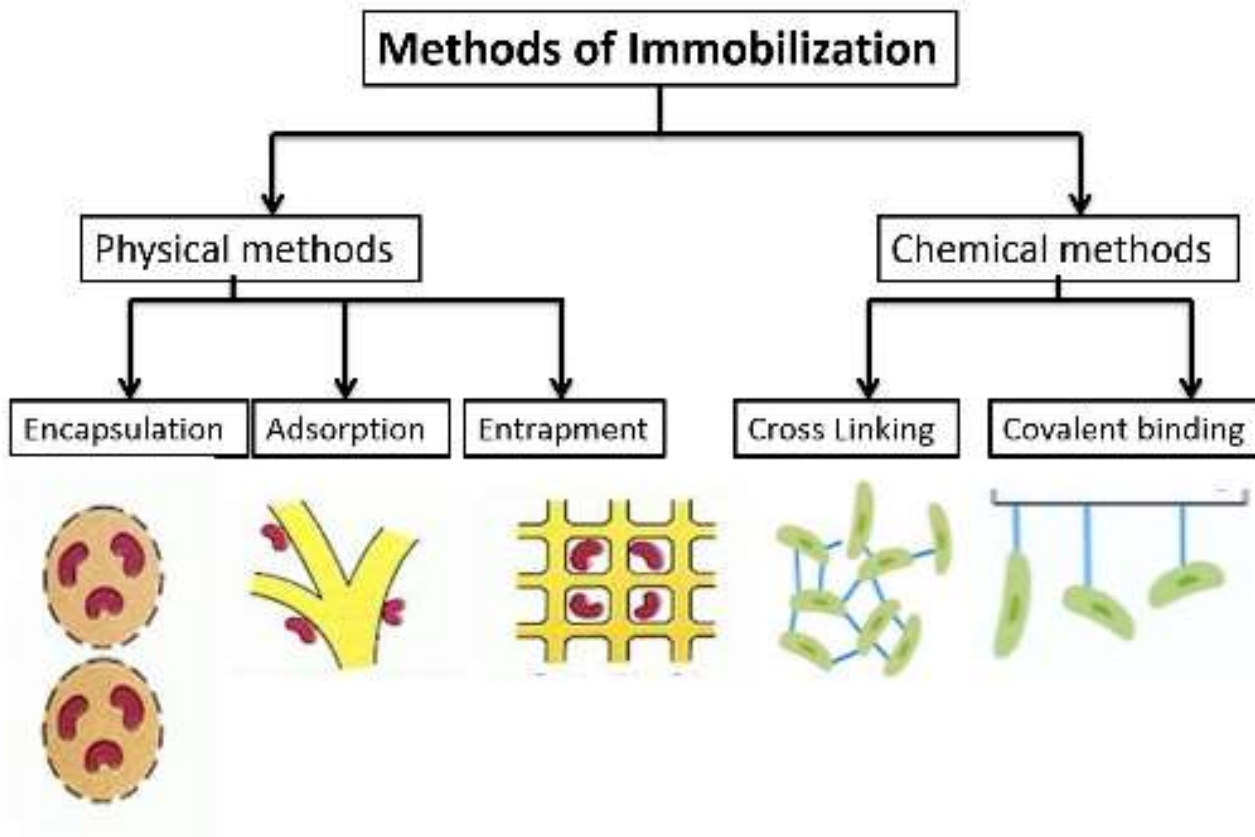 Methods of Immobilization
Physical methods
Chemical methods
Encapsulation
Adsorption
Entrapment
Cross Linking
Covalent binding